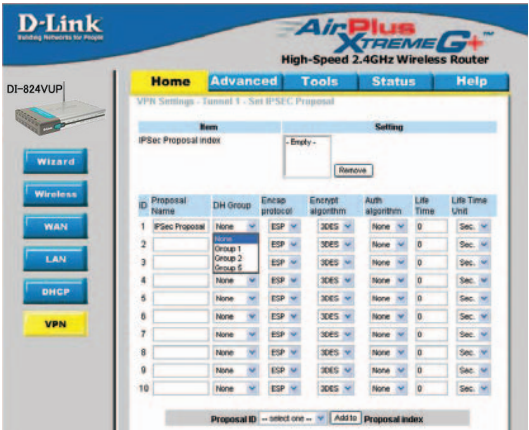 D-Link
Building Networks for People
AirPlus
XTREME G+™
High-Speed 2.4GHz Wireless Router
DI-824VUP
Home Advanced Tools Status Help
VPN Settings - Tunnel 1 - Set IPSEC Proposal
Item Setting
IPSec Proposal index - Empty -
Remove
ID Proposal Name DH Group Encap protocol Encrypt algorithm Auth algorithm Life Time Life Time Unit
1 IPSec Proposal None ESP 3DES None 0 Sec.
None
Group 1
Group 2
Group 5
2 ESP 3DES None 0 Sec.
3 ESP 3DES None 0 Sec.
4 None ESP 3DES None 0 Sec.
5 None ESP 3DES None 0 Sec.
6 None ESP 3DES None 0 Sec.
7 None ESP 3DES None 0 Sec.
8 None ESP 3DES None 0 Sec.
9 None ESP 3DES None 0 Sec.
10 None ESP 3DES None 0 Sec.
Proposal ID -- select one -- Add to Proposal index
Wizard
Wireless
WAN
LAN
DHCP
VPN